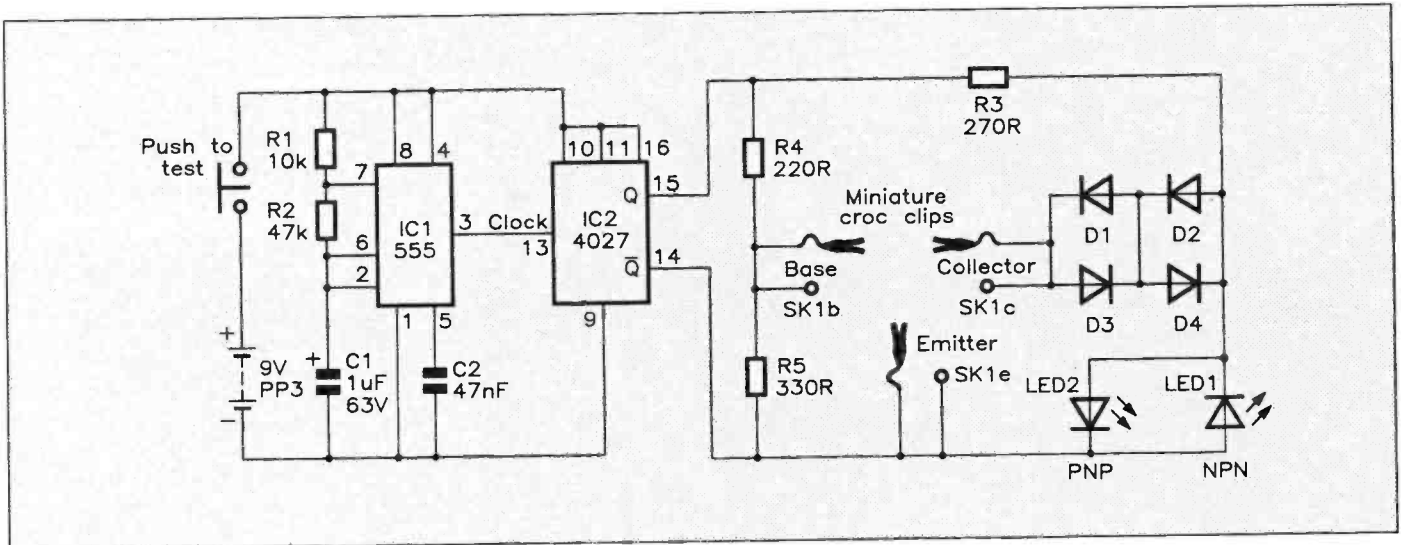 Push to
test
9V
PP3
+
−
R1
10k
R2
47k
7
6
2
+
C1
1uF
63V
8
4
IC1
555
3
1
5
C2
47nF
Clock
13
10
11
16
IC2
4027
Q
15
Q̅
14
9
R4
220R
R3
270R
Miniature
croc clips
Base
SK1b
Collector
SK1c
D1
D2
D3
D4
R5
330R
Emitter
SK1e
LED2
LED1
PNP
NPN